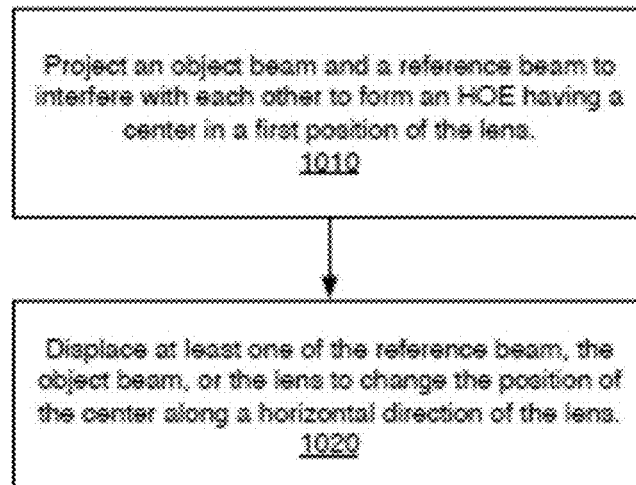 Project an object beam and a reference beam to
interfere with each other to form an HOE having a
center in a first position of the lens.
1010
Displace at least one of the reference beam, the
object beam, or the lens to change the position of
the center along a horizontal direction of the lens.
1020